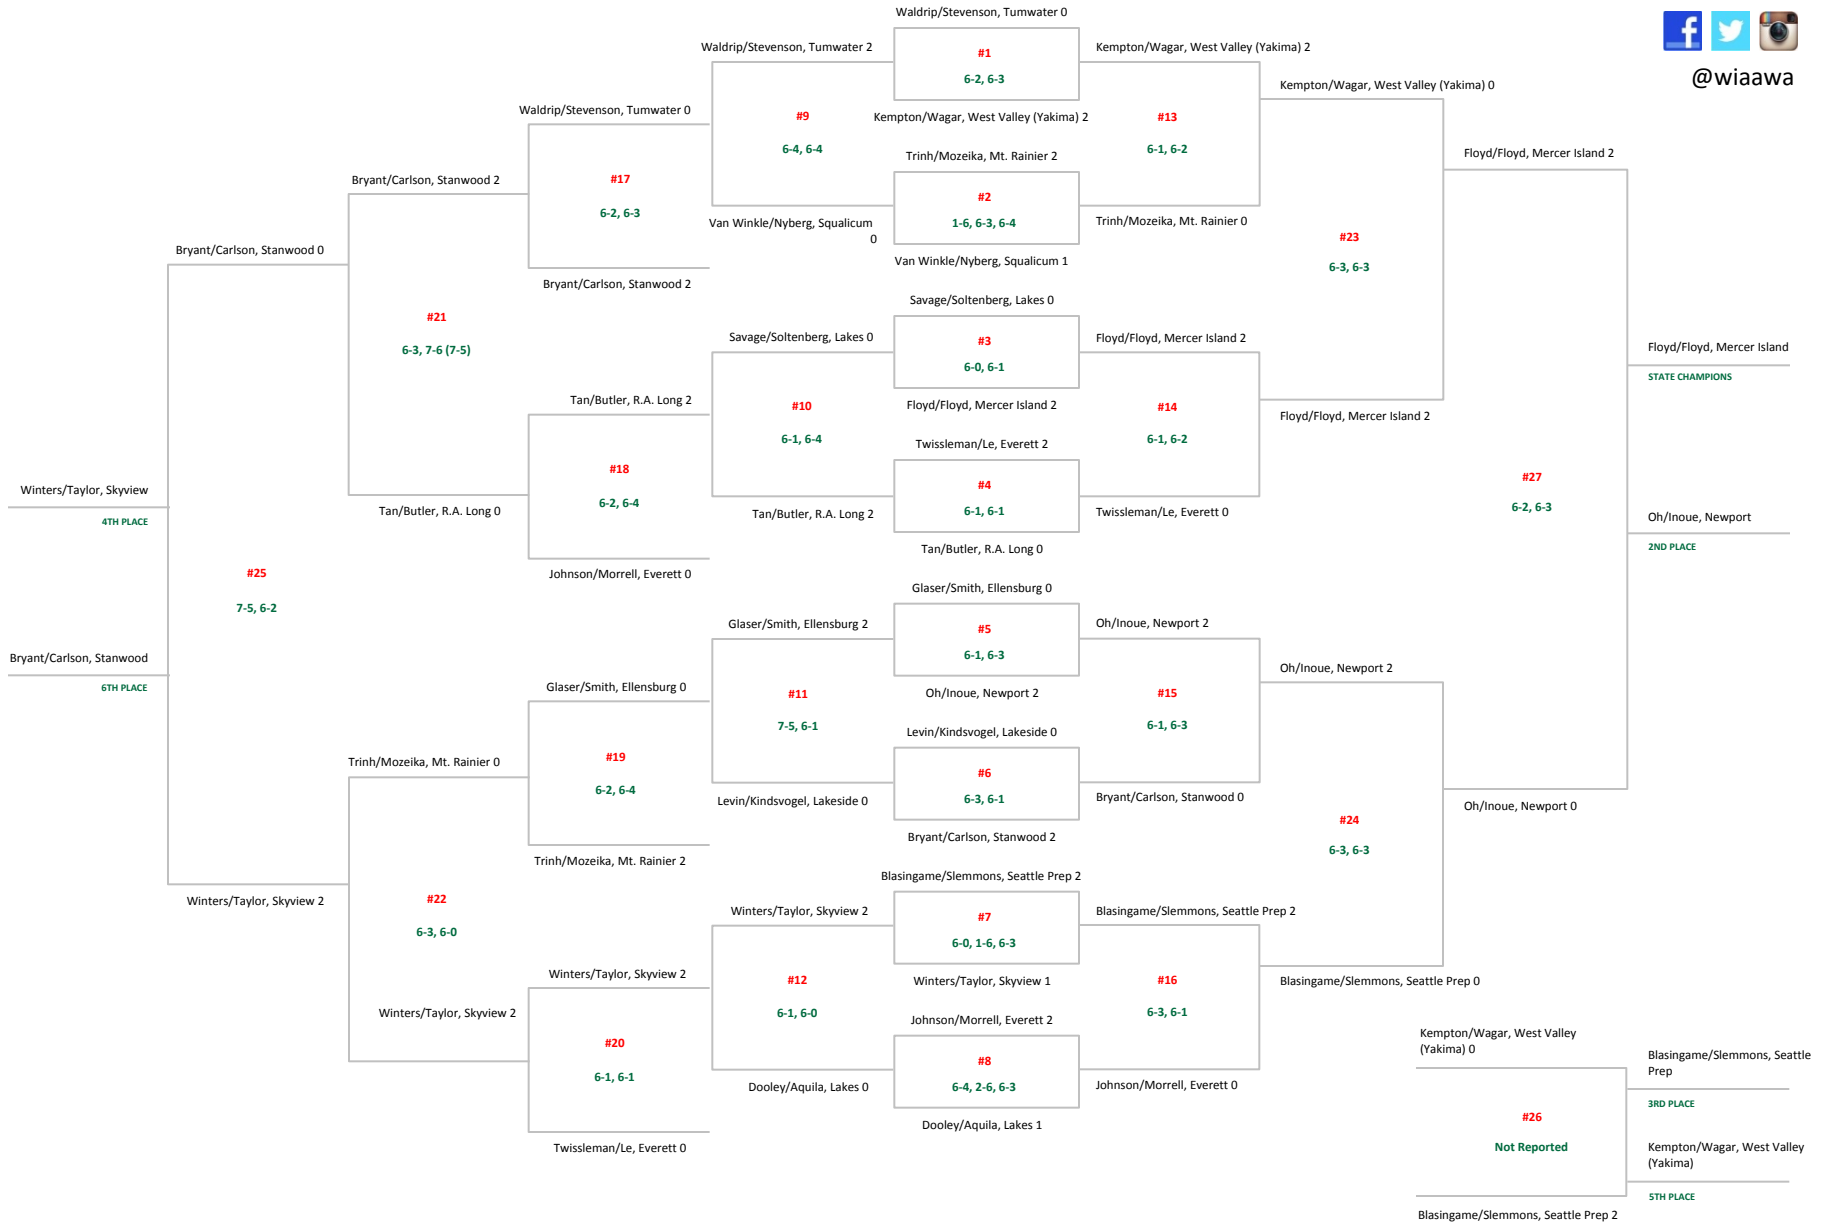 Waldrip/Stevenson, Tumwater 0
Waldrip/Stevenson, Tumwater 2
#1
Kempton/Wagar, West Valley (Yakima) 2
@wiaawa
6-2, 6-3
Kempton/Wagar, West Valley (Yakima) 0
Waldrip/Stevenson, Tumwater 0
#9
Kempton/Wagar, West Valley (Yakima) 2
#13
6-4, 6-4
Trinh/Mozeika, Mt. Rainier 2
6-1, 6-2
Floyd/Floyd, Mercer Island 2
Bryant/Carlson, Stanwood 2
#17
#2
6-2, 6-3
Van Winkle/Nyberg, Squalicum
0
1-6, 6-3, 6-4
Trinh/Mozeika, Mt. Rainier 0
#23
Bryant/Carlson, Stanwood 0
Van Winkle/Nyberg, Squalicum 1
6-3, 6-3
Bryant/Carlson, Stanwood 2
Savage/Soltenberg, Lakes 0
#21
Savage/Soltenberg, Lakes 0
#3
Floyd/Floyd, Mercer Island 2
6-3, 7-6 (7-5)
6-0, 6-1
Floyd/Floyd, Mercer Island
STATE CHAMPIONS
Tan/Butler, R.A. Long 2
#10
Floyd/Floyd, Mercer Island 2
#14
Floyd/Floyd, Mercer Island 2
6-1, 6-4
Twissleman/Le, Everett 2
6-1, 6-2
#18
#4
#27
Winters/Taylor, Skyview
4TH PLACE
6-2, 6-4
6-1, 6-1
6-2, 6-3
Tan/Butler, R.A. Long 0
Tan/Butler, R.A. Long 2
Twissleman/Le, Everett 0
Oh/Inoue, Newport
2ND PLACE
Tan/Butler, R.A. Long 0
#25
Johnson/Morrell, Everett 0
7-5, 6-2
Glaser/Smith, Ellensburg 0
Glaser/Smith, Ellensburg 2
#5
Oh/Inoue, Newport 2
6-1, 6-3
Bryant/Carlson, Stanwood
6TH PLACE
Oh/Inoue, Newport 2
Glaser/Smith, Ellensburg 0
#11
Oh/Inoue, Newport 2
#15
7-5, 6-1
Levin/Kindsvogel, Lakeside 0
6-1, 6-3
Trinh/Mozeika, Mt. Rainier 0
#19
#6
6-2, 6-4
Levin/Kindsvogel, Lakeside 0
6-3, 6-1
Bryant/Carlson, Stanwood 0
Oh/Inoue, Newport 0
Bryant/Carlson, Stanwood 2
#24
6-3, 6-3
Trinh/Mozeika, Mt. Rainier 2
Blasingame/Slemmons, Seattle Prep 2
Winters/Taylor, Skyview 2
#22
Winters/Taylor, Skyview 2
#7
Blasingame/Slemmons, Seattle Prep 2
6-3, 6-0
6-0, 1-6, 6-3
Winters/Taylor, Skyview 2
#12
Winters/Taylor, Skyview 1
#16
Blasingame/Slemmons, Seattle Prep 0
Winters/Taylor, Skyview 2
6-1, 6-0
Johnson/Morrell, Everett 2
6-3, 6-1
#20
#8
Kempton/Wagar, West Valley
(Yakima) 0
6-1, 6-1
Dooley/Aquila, Lakes 0
6-4, 2-6, 6-3
Johnson/Morrell, Everett 0
Blasingame/Slemmons, Seattle
Prep
3RD PLACE
Dooley/Aquila, Lakes 1
#26
Twissleman/Le, Everett 0
Not Reported
Kempton/Wagar, West Valley
(Yakima)
5TH PLACE
Blasingame/Slemmons, Seattle Prep 2